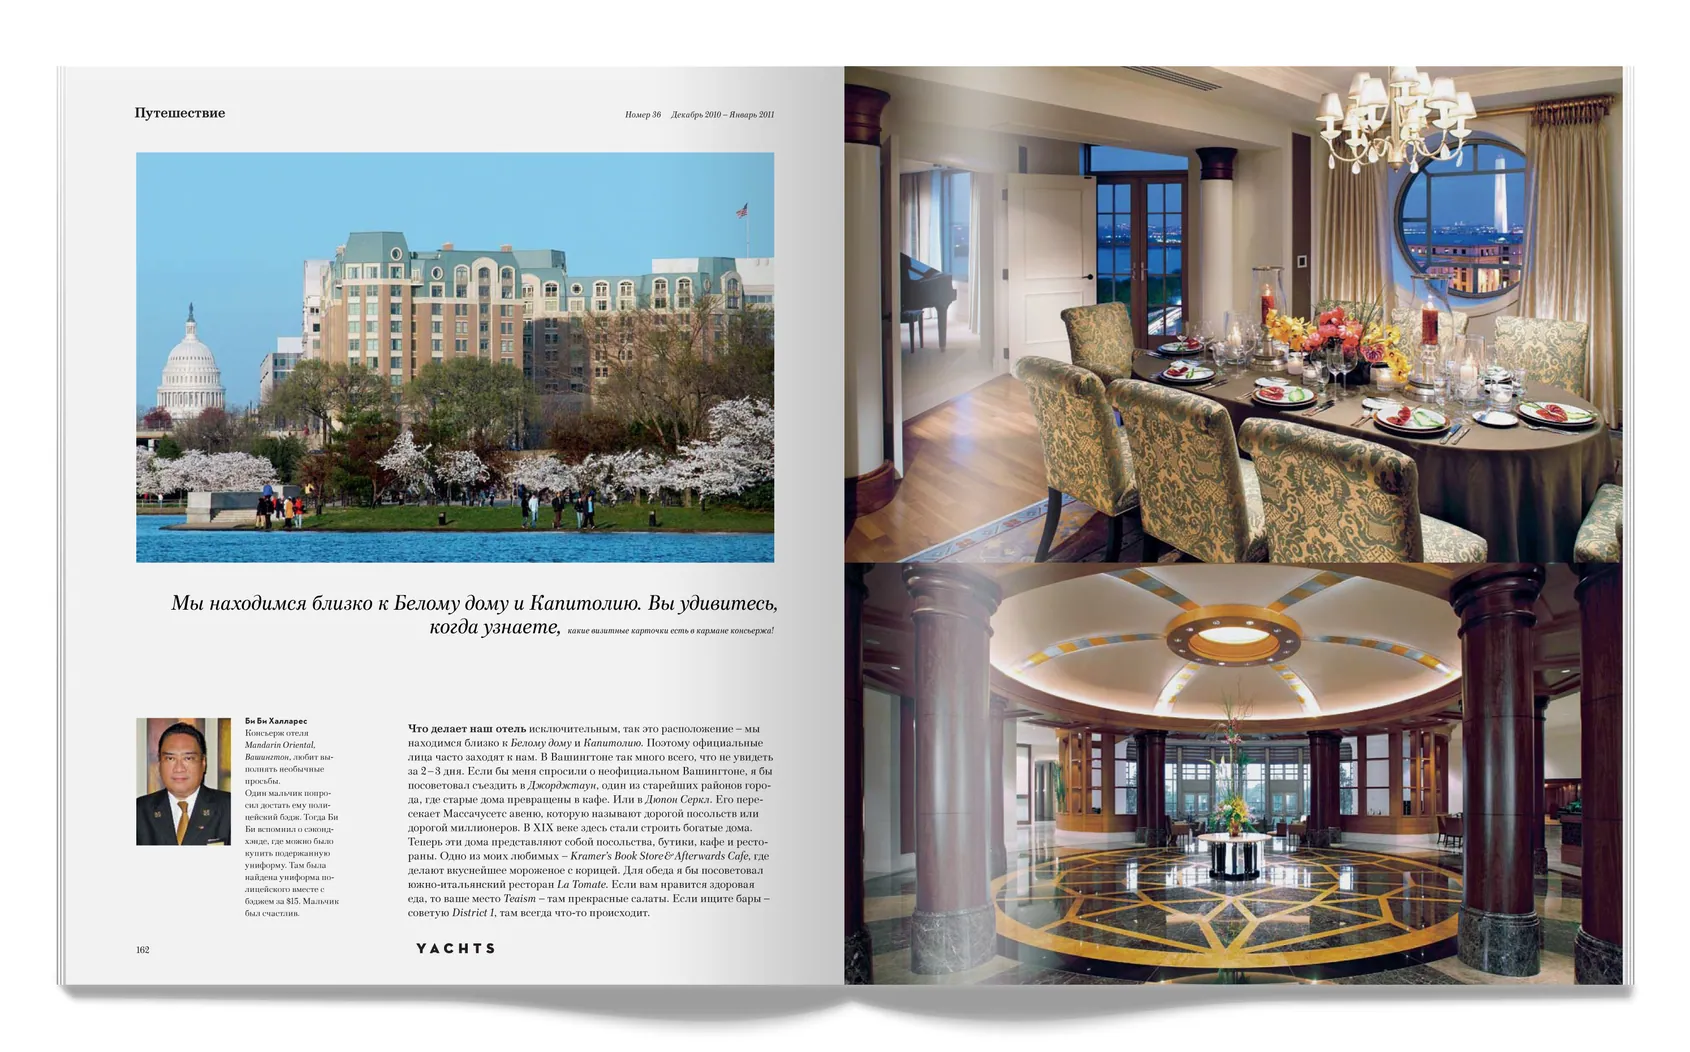 Путешествие
Номер 36 Декабрь 2010 – Январь 2011
Мы находимся близко к Белому дому и Капитолию. Вы удивитесь,
когда узнаете, какие визитные карточки есть в кармане консьержа!
Би Би Халларес
Консьерж отеля
Mandarin Oriental,
Вашингтон, любит вы-
полнять необычные
просьбы.
Один мальчик попро-
сил достать ему поли-
цейский бэдж. Тогда Би
Би вспомнил о сэконд-
хэнде, где можно было
купить подержанную
униформу. Там была
найдена униформа по-
лицейского вместе с
бэджем за $15. Мальчик
был счастлив.
Что делает наш отель исключительным, так это расположение – мы
находимся близко к Белому дому и Капитолию. Поэтому официальные
лица часто заходят к нам. В Вашингтоне так много всего, что не увидеть
за 2–3 дня. Если бы меня спросили о неофициальном Вашингтоне, я бы
посоветовал съездить в Джорджтаун, один из старейших районов горо-
да, где старые дома превращены в кафе. Или в Дюпон Серкл. Его пере-
секает Массачусетс авеню, которую называют дорогой посольств или
дорогой миллионеров. В XIX веке здесь стали строить богатые дома.
Теперь эти дома представляют собой посольства, бутики, кафе и ресто-
раны. Одно из моих любимых – Kramer's Book Store & Afterwards Cafe, где
делают вкуснейшее мороженое с корицей. Для обеда я бы посоветовал
южно-итальянский ресторан La Tomate. Если вам нравится здоровая
еда, то ваше место Teaism – там прекрасные салаты. Если ищите бары –
советую District 1, там всегда что-то происходит.
162
YACHTS